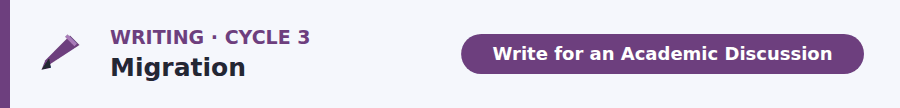 WRITING · CYCLE 3
Migration
Write for an Academic Discussion